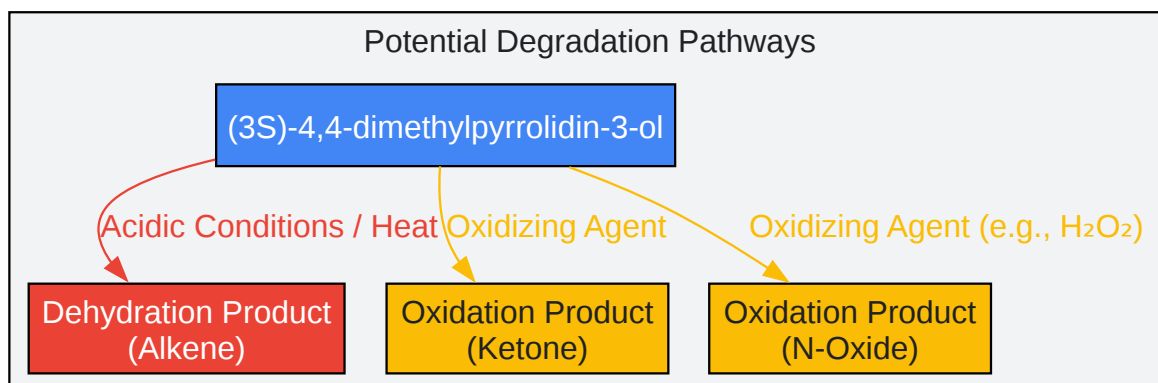 Potential Degradation Pathways
(3S)-4,4-dimethylpyrrolidin-3-ol
Acidic Conditions / Heat
Oxidizing Agent
Oxidizing Agent (e.g., H₂O₂)
Dehydration Product
(Alkene)
Oxidation Product
(Ketone)
Oxidation Product
(N-Oxide)